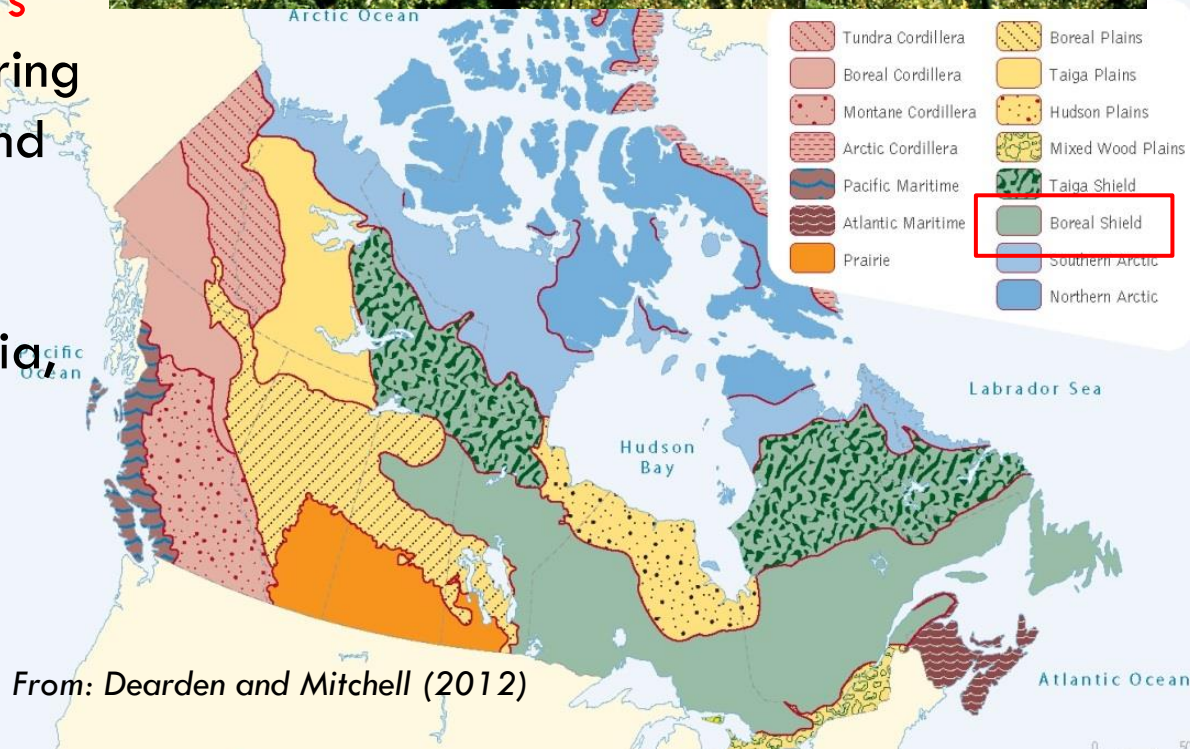 s
ring
nd
ia,
Arctic Ocean
Pacific
Ocean
Hudson
Bay
Labrador Sea
Atlantic Ocean
Tundra Cordillera
Boreal Cordillera
Montane Cordillera
Arctic Cordillera
Pacific Maritime
Atlantic Maritime
Prairie
Boreal Plains
Taiga Plains
Hudson Plains
Mixed Wood Plains
Taiga Shield
Boreal Shield
Southern Arctic
Northern Arctic
From: Dearden and Mitchell (2012)
0